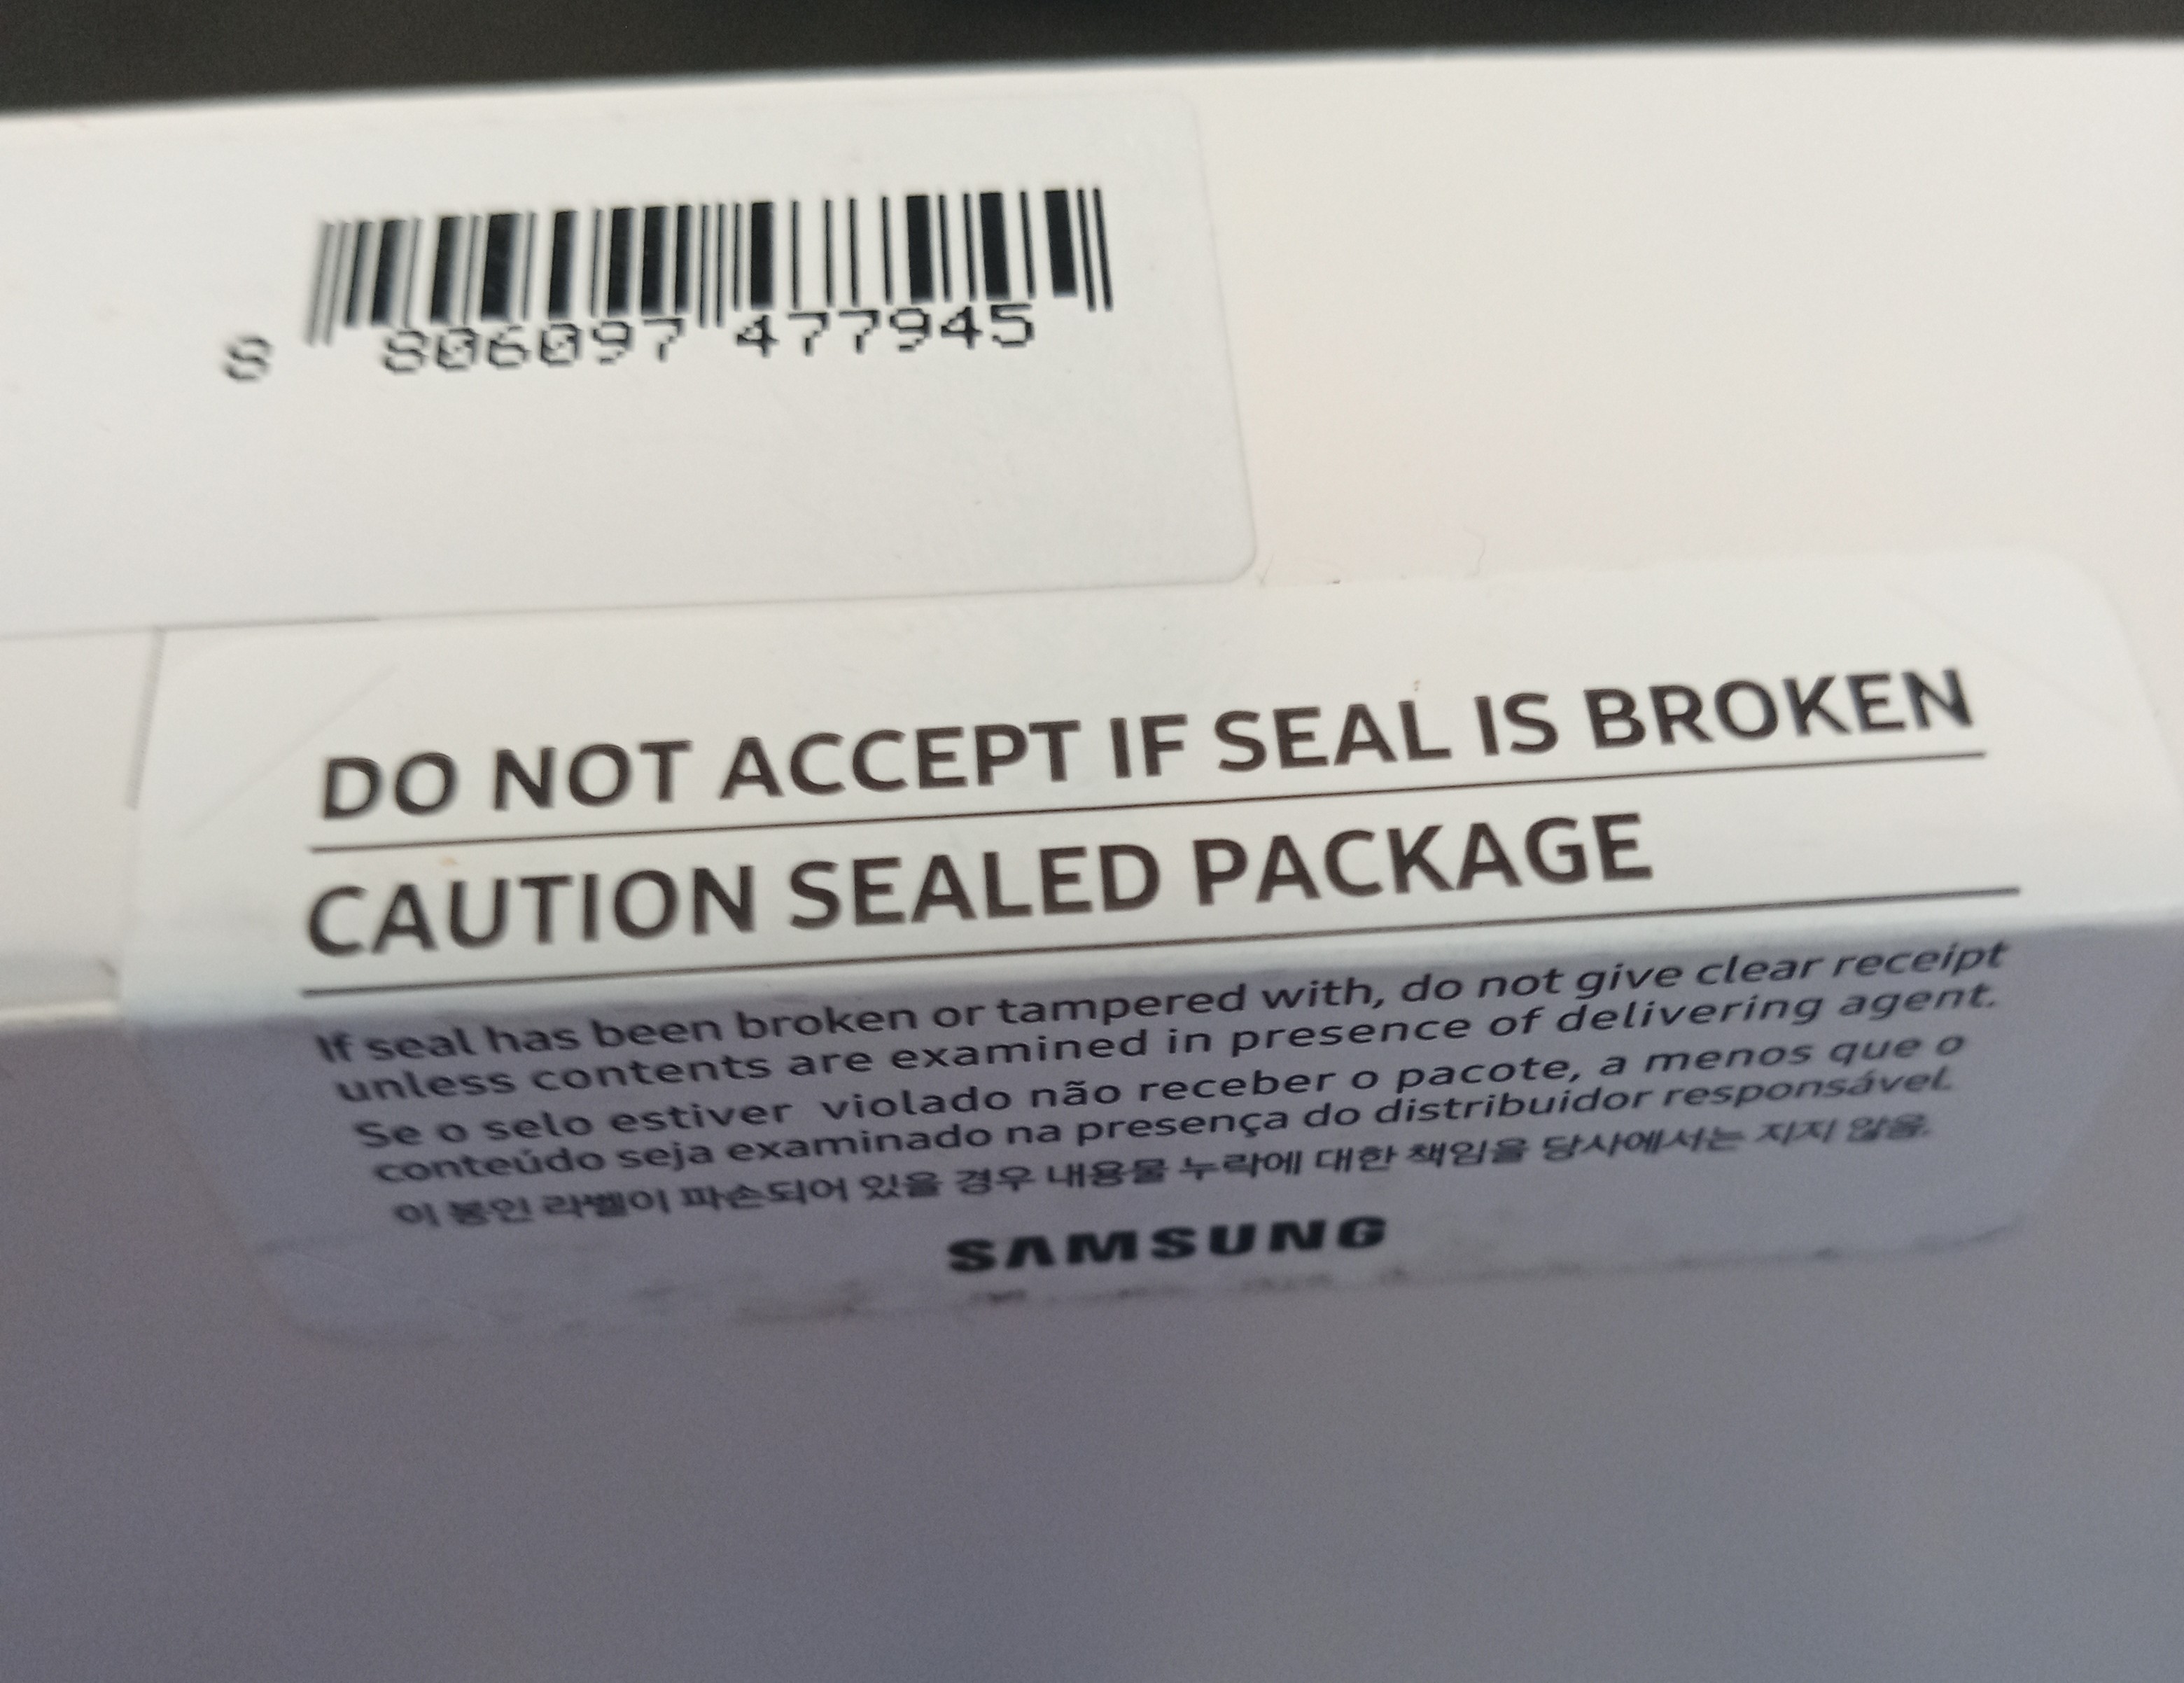 8 806097 477945
DO NOT ACCEPT IF SEAL IS BROKEN
CAUTION SEALED PACKAGE
If seal has been broken or tampered with, do not give clear receipt
unless contents are examined in presence of delivering agent.
Se o selo estiver violado não receber o pacote, a menos que o
conteúdo seja examinado na presença do distribuidor responsável.
이 봉인 라벨이 파손되어 있을 경우 내용물 누락에 대한 책임을 당사에서는 지지 않음.
SAMSUNG